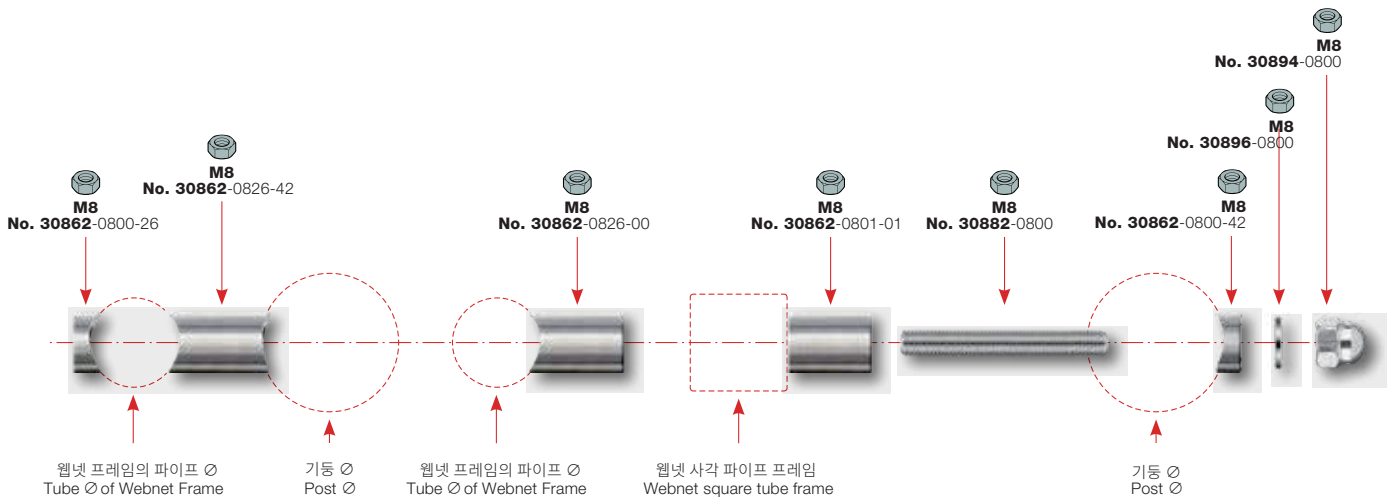 M8
No. 30894-0800
M8
No. 30896-0800
M8
No. 30862-0826-42
M8
No. 30862-0800-26
M8
No. 30862-0826-00
M8
No. 30862-0801-01
M8
No. 30882-0800
M8
No. 30862-0800-42
웹넷 프레임의 파이프 ∅
Tube ∅ of Webnet Frame
기둥 ∅
Post ∅
웹넷 프레임의 파이프 ∅
Tube ∅ of Webnet Frame
웹넷 사각 파이프 프레임
Webnet square tube frame
기둥 ∅
Post ∅